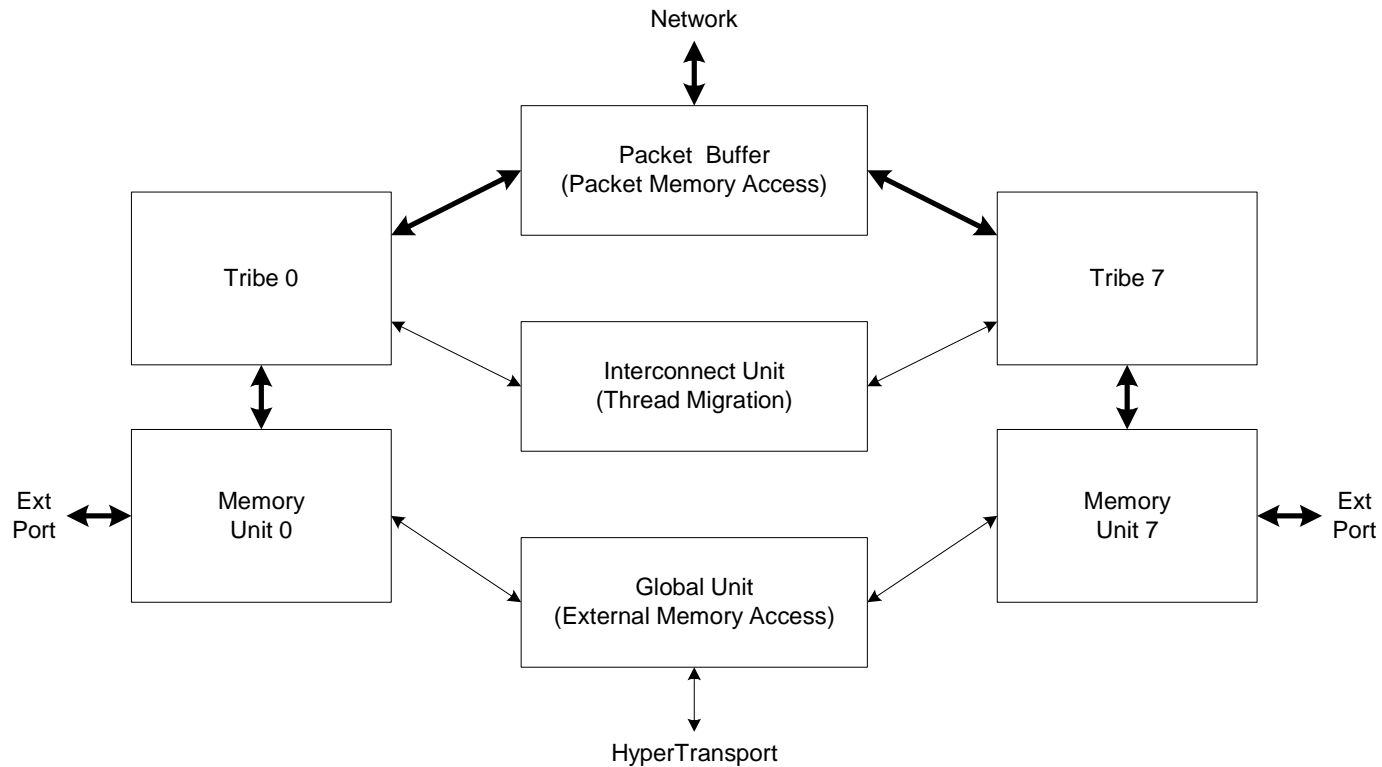 Network
Packet Buffer
(Packet Memory Access)
Tribe 0
Tribe 7
Interconnect Unit
(Thread Migration)
Ext
Port
Memory
Unit 0
Memory
Unit 7
Ext
Port
Global Unit
(External Memory Access)
HyperTransport